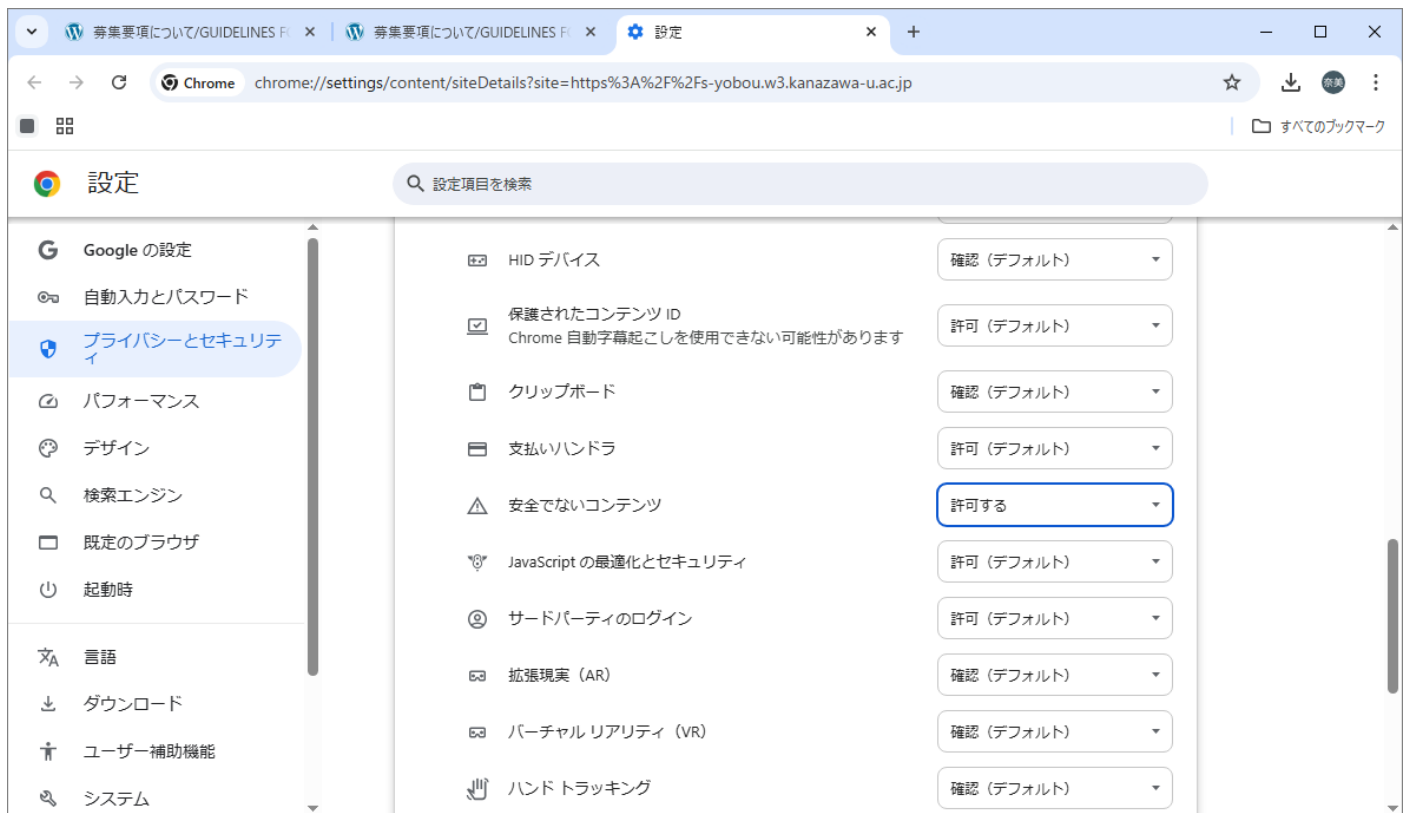 募集要項について/GUIDELINES F
募集要項について/GUIDELINES F
設定
Chrome
chrome://settings/content/siteDetails?site=https%3A%2F%2Fs-yobou.w3.kanazawa-u.ac.jp
奈美
すべてのブックマーク
設定
設定項目を検索
Google の設定
自動入力とパスワード
プライバシーとセキュリテ
ィ
パフォーマンス
デザイン
検索エンジン
既定のブラウザ
起動時
言語
ダウンロード
ユーザー補助機能
システム
HID デバイス
確認（デフォルト）
保護されたコンテンツ ID
Chrome 自動字幕起こしを使用できない可能性があります
許可（デフォルト）
クリップボード
確認（デフォルト）
支払いハンドラ
許可（デフォルト）
安全でないコンテンツ
許可する
JavaScript の最適化とセキュリティ
許可（デフォルト）
サードパーティのログイン
許可（デフォルト）
拡張現実（AR）
確認（デフォルト）
バーチャル リアリティ（VR）
確認（デフォルト）
ハンド トラッキング
確認（デフォルト）